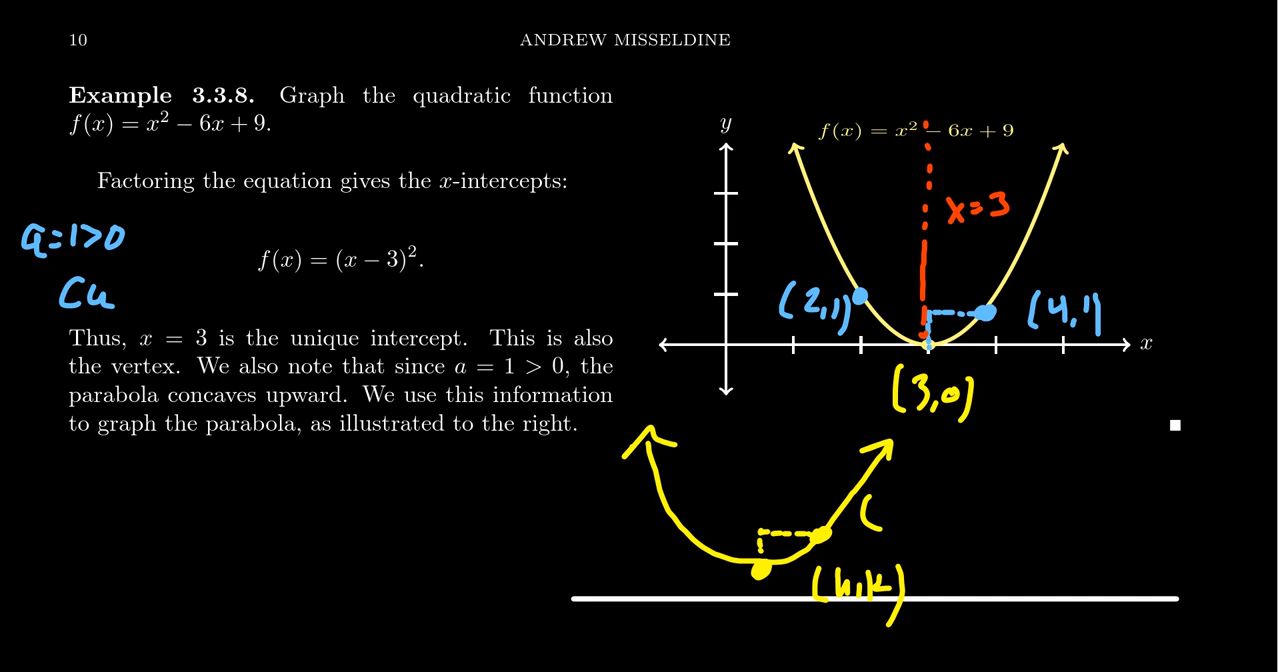 10
ANDREW MISSELDINE
Example 3.3.8. Graph the quadratic function
f(x) = x² − 6x + 9.
Factoring the equation gives the x-intercepts:
a=1>0
f(x) = (x − 3)².
Cu
Thus, x = 3 is the unique intercept. This is also
the vertex. We also note that since a = 1 > 0, the
parabola concaves upward. We use this information
to graph the parabola, as illustrated to the right.
y
f(x) = x² − 6x + 9
x=3
(2,1)
(4,1)
x
(3,0)
(
(h,k)